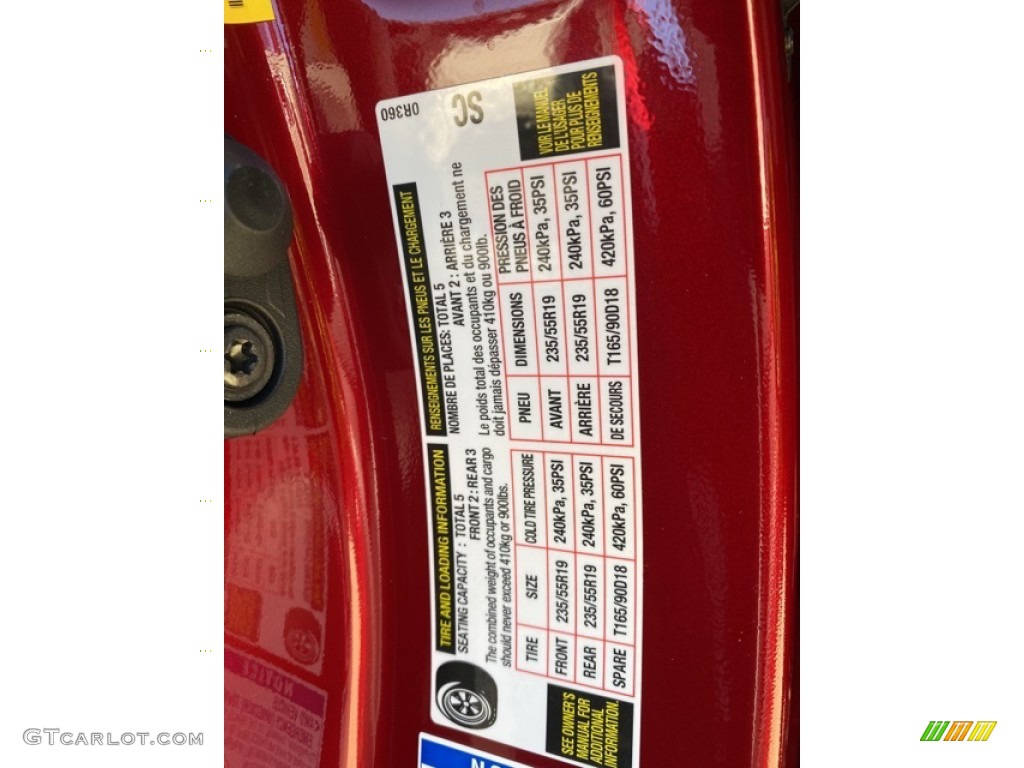 TIRE AND LOADING INFORMATION
SEATING CAPACITY : TOTAL 5
FRONT 2 : REAR 3
The combined weight of occupants and cargo
should never exceed 410kg or 900lbs.
TIRE SIZE COLD TIRE PRESSURE
FRONT 235/55R19 240kPa, 35PSI
REAR 235/55R19 240kPa, 35PSI
SPARE T165/90D18 420kPa, 60PSI
SEE OWNER'S
MANUAL FOR
ADDITIONAL
INFORMATION
RENSEIGNEMENTS SUR LES PNEUS ET LE CHARGEMENT
NOMBRE DE PLACES: TOTAL 5
AVANT 2 : ARRIÈRE 3
Le poids total des occupants et du chargement ne
doit jamais dépasser 410kg ou 900lb.
PNEU DIMENSIONS PRESSION DES
PNEUS À FROID
AVANT 235/55R19 240kPa, 35PSI
ARRIÈRE 235/55R19 240kPa, 35PSI
DE SECOURS T165/90D18 420kPa, 60PSI
0R360
SC
VOIR LE MANUEL
DE L'USAGER
POUR PLUS DE
RENSEIGNEMENTS
NOTICE
GTCarlot.com